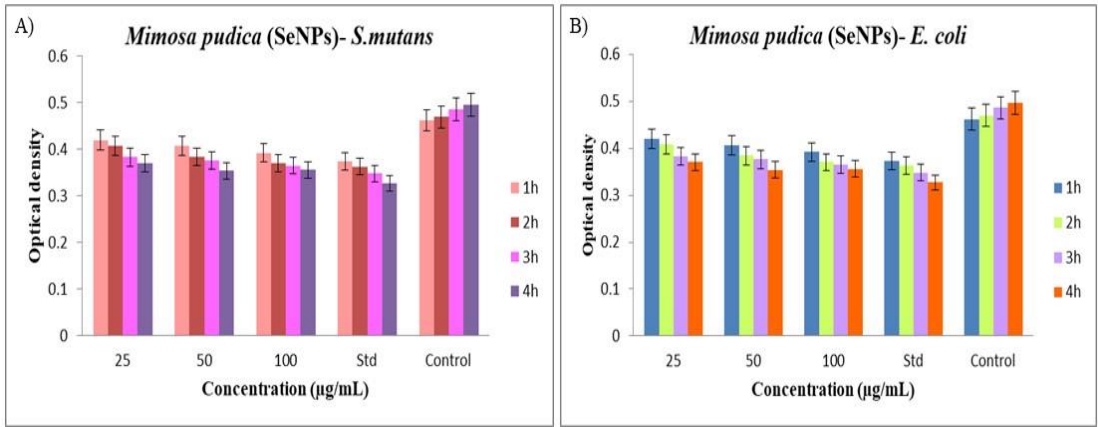 A)
Mimosa pudica (SeNPs)- S.mutans
0.6
0.5
0.4
0.3
0.2
0.1
0
Optical density
25 50 100 Std Control
Concentration (µg/mL)
1h
2h
3h
4h
B)
Mimosa pudica (SeNPs)- E. coli
0.6
0.5
0.4
0.3
0.2
0.1
0
Optical density
25 50 100 Std Control
Concentration (µg/mL)
1h
2h
3h
4h